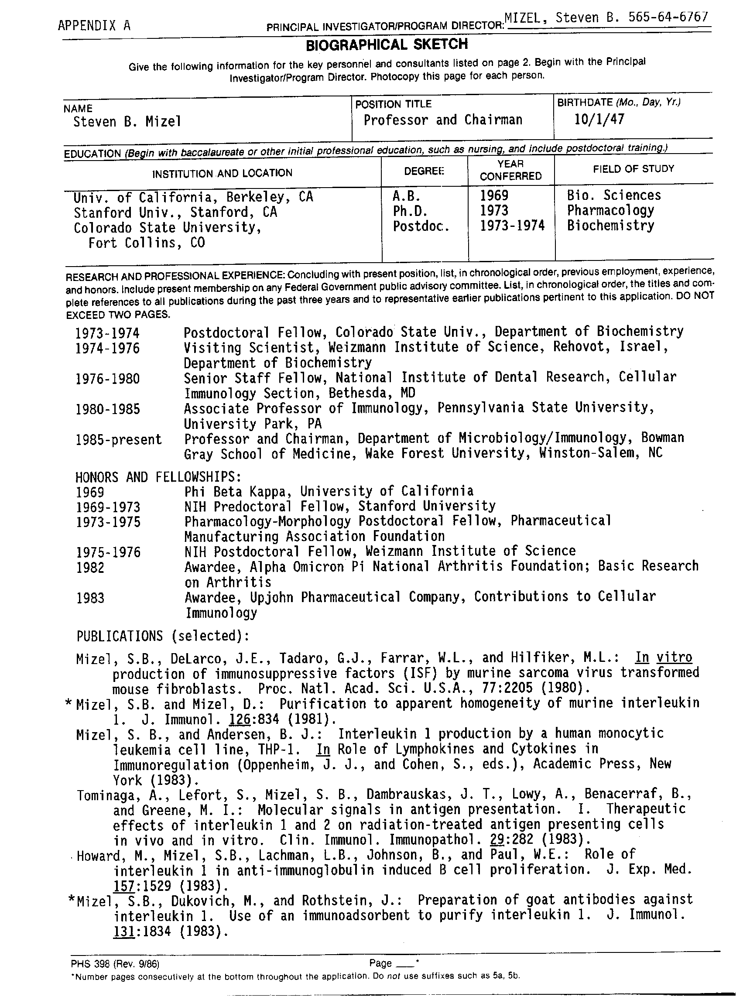 APPENDIX A
PRINCIPAL INVESTIGATOR/PROGRAM DIRECTOR: MIZEL, Steven B. 565-64-6767
BIOGRAPHICAL SKETCH
Give the following information for the key personnel and consultants listed on page 2. Begin with the Principal
Investigator/Program Director. Photocopy this page for each person.
NAME
Steven B. Mizel
POSITION TITLE
Professor and Chairman
BIRTHDATE (Mo., Day, Yr.)
10/1/47
EDUCATION (Begin with baccalaureate or other initial professional education, such as nursing, and include postdoctoral training.)
INSTITUTION AND LOCATION DEGREE YEAR CONFERRED FIELD OF STUDY
Univ. of California, Berkeley, CA A.B. 1969 Bio. Sciences
Stanford Univ., Stanford, CA Ph.D. 1973 Pharmacology
Colorado State University, Postdoc. 1973-1974 Biochemistry
Fort Collins, CO
RESEARCH AND PROFESSIONAL EXPERIENCE: Concluding with present position, list, in chronological order, previous employment, experience,
and honors. Include present membership on any Federal Government public advisory committee. List, in chronological order, the titles and com-
plete references to all publications during the past three years and to representative earlier publications pertinent to this application. DO NOT
EXCEED TWO PAGES.
1973-1974 Postdoctoral Fellow, Colorado State Univ., Department of Biochemistry
1974-1976 Visiting Scientist, Weizmann Institute of Science, Rehovot, Israel,
Department of Biochemistry
1976-1980 Senior Staff Fellow, National Institute of Dental Research, Cellular
Immunology Section, Bethesda, MD
1980-1985 Associate Professor of Immunology, Pennsylvania State University,
University Park, PA
1985-present Professor and Chairman, Department of Microbiology/Immunology, Bowman
Gray School of Medicine, Wake Forest University, Winston-Salem, NC
HONORS AND FELLOWSHIPS:
1969 Phi Beta Kappa, University of California
1969-1973 NIH Predoctoral Fellow, Stanford University
1973-1975 Pharmacology-Morphology Postdoctoral Fellow, Pharmaceutical
Manufacturing Association Foundation
1975-1976 NIH Postdoctoral Fellow, Weizmann Institute of Science
1982 Awardee, Alpha Omicron Pi National Arthritis Foundation; Basic Research
on Arthritis
1983 Awardee, Upjohn Pharmaceutical Company, Contributions to Cellular
Immunology
PUBLICATIONS (selected):
Mizel, S.B., DeLarco, J.E., Tadaro, G.J., Farrar, W.L., and Hilfiker, M.L.: In vitro
production of immunosuppressive factors (ISF) by murine sarcoma virus transformed
mouse fibroblasts. Proc. Natl. Acad. Sci. U.S.A., 77:2205 (1980).
*Mizel, S.B. and Mizel, D.: Purification to apparent homogeneity of murine interleukin
1. J. Immunol. 126:834 (1981).
Mizel, S. B., and Andersen, B. J.: Interleukin 1 production by a human monocytic
leukemia cell line, THP-1. In Role of Lymphokines and Cytokines in
Immunoregulation (Oppenheim, J. J., and Cohen, S., eds.), Academic Press, New
York (1983).
Tominaga, A., Lefort, S., Mizel, S. B., Dambrauskas, J. T., Lowy, A., Benacerraf, B.,
and Greene, M. I.: Molecular signals in antigen presentation. I. Therapeutic
effects of interleukin 1 and 2 on radiation-treated antigen presenting cells
in vivo and in vitro. Clin. Immunol. Immunopathol. 29:282 (1983).
Howard, M., Mizel, S.B., Lachman, L.B., Johnson, B., and Paul, W.E.: Role of
interleukin 1 in anti-immunoglobulin induced B cell proliferation. J. Exp. Med.
157:1529 (1983).
*Mizel, S.B., Dukovich, M., and Rothstein, J.: Preparation of goat antibodies against
interleukin 1. Use of an immunoadsorbent to purify interleukin 1. J. Immunol.
131:1834 (1983).
PHS 398 (Rev. 9/86) Page ___*
*Number pages consecutively at the bottom throughout the application. Do not use suffixes such as 5a, 5b.